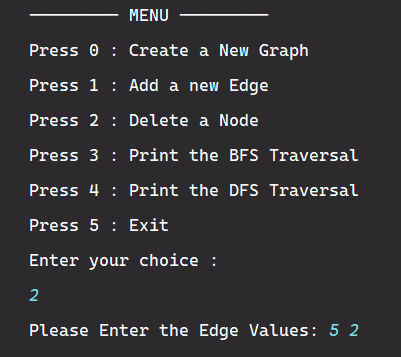 ───────── MENU ─────────
Press 0 : Create a New Graph
Press 1 : Add a new Edge
Press 2 : Delete a Node
Press 3 : Print the BFS Traversal
Press 4 : Print the DFS Traversal
Press 5 : Exit
Enter your choice :
2
Please Enter the Edge Values: 5 2